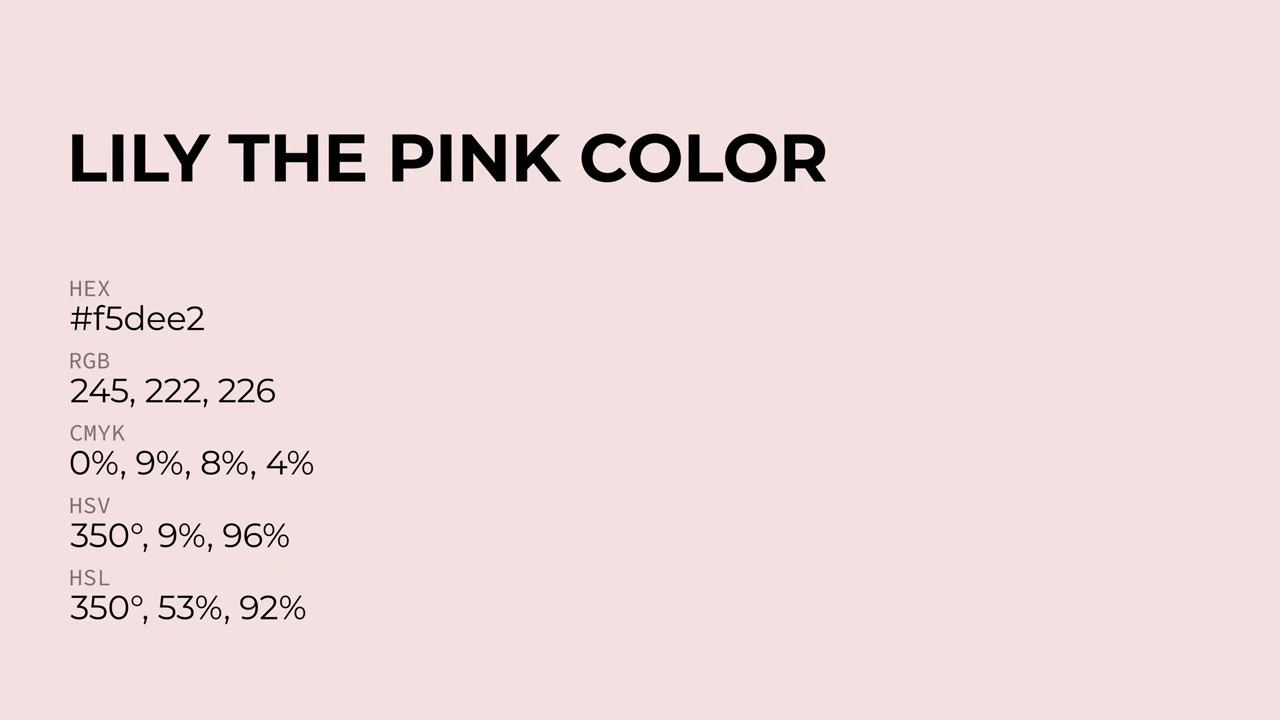 LILY THE PINK COLOR
HEX
#f5dee2
RGB
245, 222, 226
CMYK
0%, 9%, 8%, 4%
HSV
350°, 9%, 96%
HSL
350°, 53%, 92%